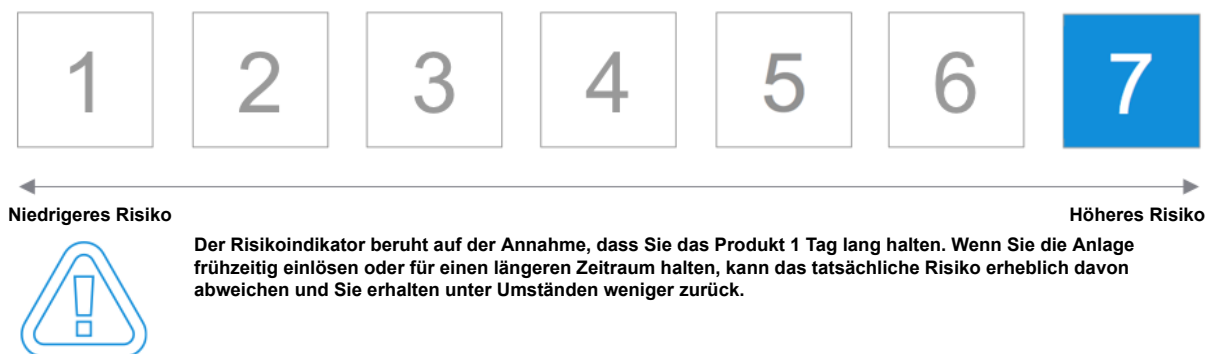 1 2 3 4 5 6 7
Niedrigeres Risiko Höheres Risiko
Der Risikoindikator beruht auf der Annahme, dass Sie das Produkt 1 Tag lang halten. Wenn Sie die Anlage
frühzeitig einlösen oder für einen längeren Zeitraum halten, kann das tatsächliche Risiko erheblich davon
abweichen und Sie erhalten unter Umständen weniger zurück.